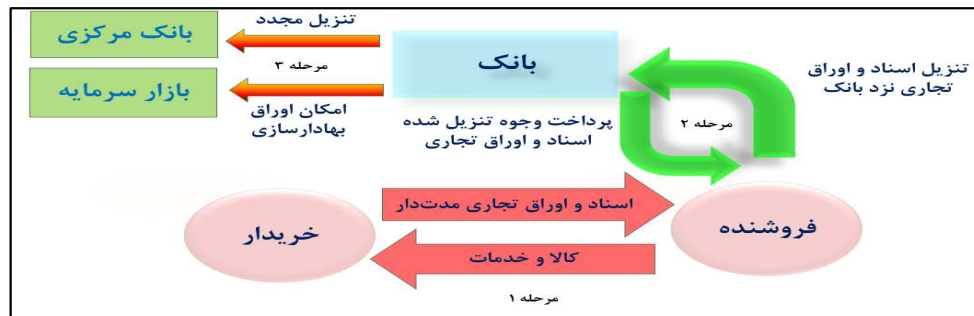 تنزیل مجدد
بانک مرکزی
بانک
مرحله ۳
تنزیل اسناد و اوراق
تجاری نزد بانک
بازار سرمایه
امکان اوراق
بهادارسازی
پرداخت وجوه تنزیل شده
اسناد و اوراق تجاری
مرحله ۲
اسناد و اوراق تجاری مدت‌دار
فروشنده
خریدار
کالا و خدمات
مرحله ۱